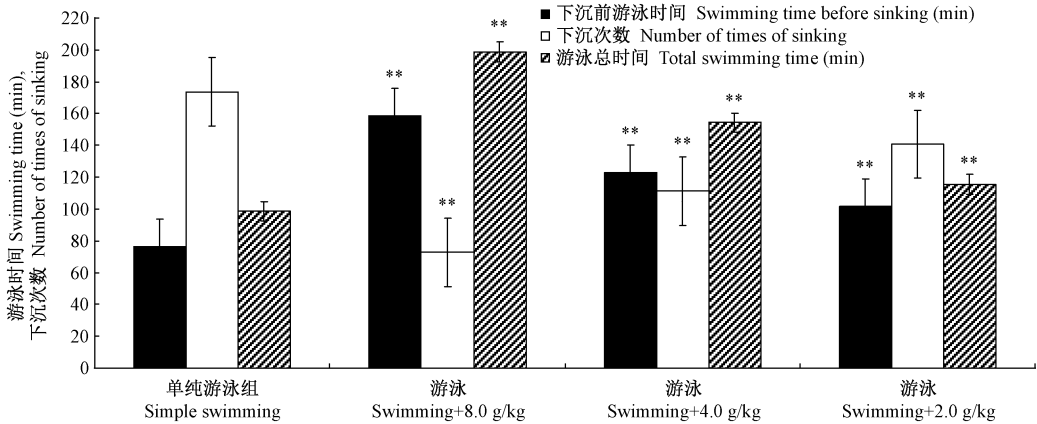 下沉前游泳时间 Swimming time before sinking (min)
下沉次数 Number of times of sinking
游泳总时间 Total swimming time (min)
游泳时间 Swimming time (min),
下沉次数 Number of times of sinking
220
200
180
160
140
120
100
80
60
40
20
0
**
**
**
**
**
**
**
**
**
单纯游泳组
Simple swimming
游泳
Swimming+8.0 g/kg
游泳
Swimming+4.0 g/kg
游泳
Swimming+2.0 g/kg